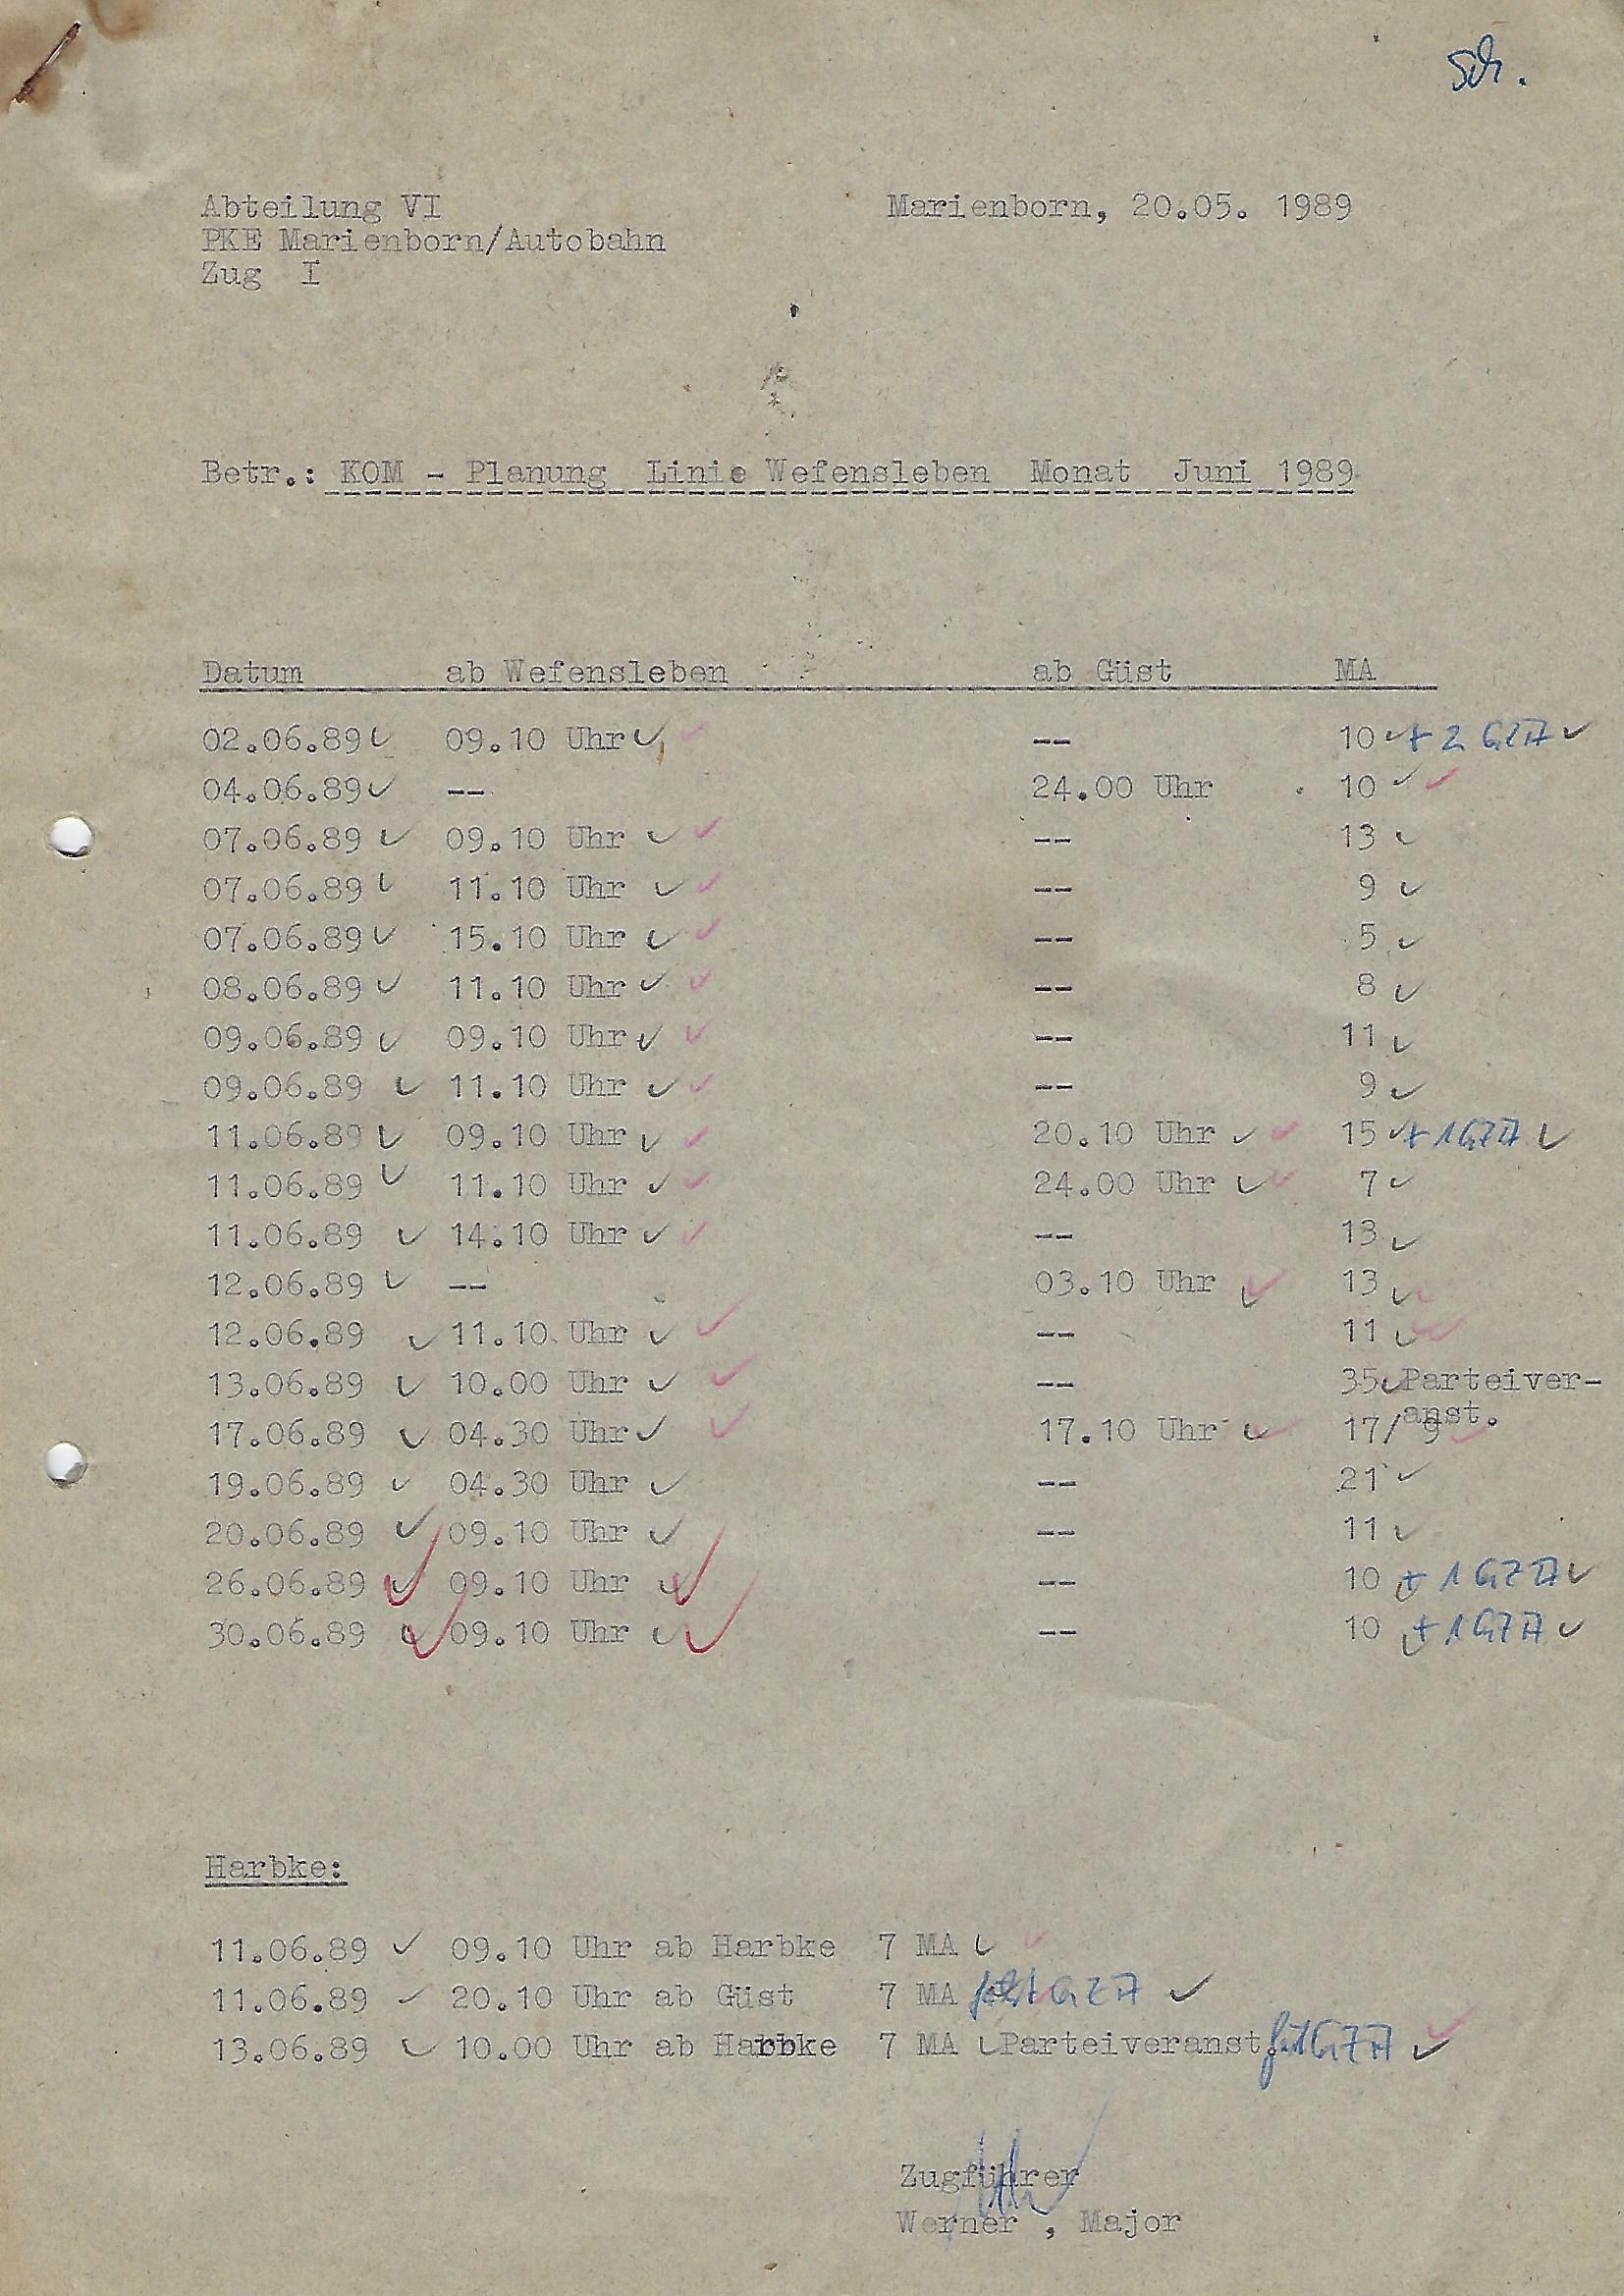 Sch.
Abteilung VI Marienborn, 20.05. 1989
PKE Marienborn/Autobahn
Zug I
Betr.: KOM - Planung Linie Wefensleben Monat Juni 1989
Datum ab Wefensleben ab Güst MA
02.06.89 ✓ 09.10 Uhr ✓ ✓ -- 10 ✓ + 2 GZA ✓
04.06.89 ✓ -- 24.00 Uhr 10 ✓ ✓
07.06.89 ✓ 09.10 Uhr ✓ ✓ -- 13 ✓
07.06.89 ✓ 11.10 Uhr ✓ ✓ -- 9 ✓
07.06.89 ✓ 15.10 Uhr ✓ ✓ -- 5 ✓
08.06.89 ✓ 11.10 Uhr ✓ ✓ -- 8 ✓
09.06.89 ✓ 09.10 Uhr ✓ ✓ -- 11 ✓
09.06.89 ✓ 11.10 Uhr ✓ ✓ -- 9 ✓
11.06.89 ✓ 09.10 Uhr ✓ ✓ 20.10 Uhr ✓ ✓ 15 ✓ + 1 GZA ✓
11.06.89 ✓ 11.10 Uhr ✓ ✓ 24.00 Uhr ✓ ✓ 7 ✓
11.06.89 ✓ 14.10 Uhr ✓ ✓ -- 13 ✓
12.06.89 ✓ -- 03.10 Uhr ✓ ✓ 13 ✓ ✓
12.06.89 ✓ 11.10 Uhr ✓ ✓ -- 11 ✓ ✓
13.06.89 ✓ 10.00 Uhr ✓ ✓ -- 35 ✓ Parteiver-
anst.
17.06.89 ✓ 04.30 Uhr ✓ ✓ 17.10 Uhr ✓ ✓ 17/ 9 ✓
19.06.89 ✓ 04.30 Uhr ✓ -- 21 ✓
20.06.89 ✓ 09.10 Uhr ✓ -- 11 ✓
26.06.89 ✓ ✓ 09.10 Uhr ✓ ✓ -- 10 + 1 GZA ✓
30.06.89 ✓ ✓ 09.10 Uhr ✓ ✓ -- 10 + 1 GZA ✓
Harbke:
11.06.89 ✓ 09.10 Uhr ab Harbke 7 MA ✓ ✓
11.06.89 ✓ 20.10 Uhr ab Güst 7 MA GZA ✓
13.06.89 ✓ 10.00 Uhr ab Harbke 7 MA ✓ Parteiveranst GZA ✓ ✓
Zugführer
Werner , Major